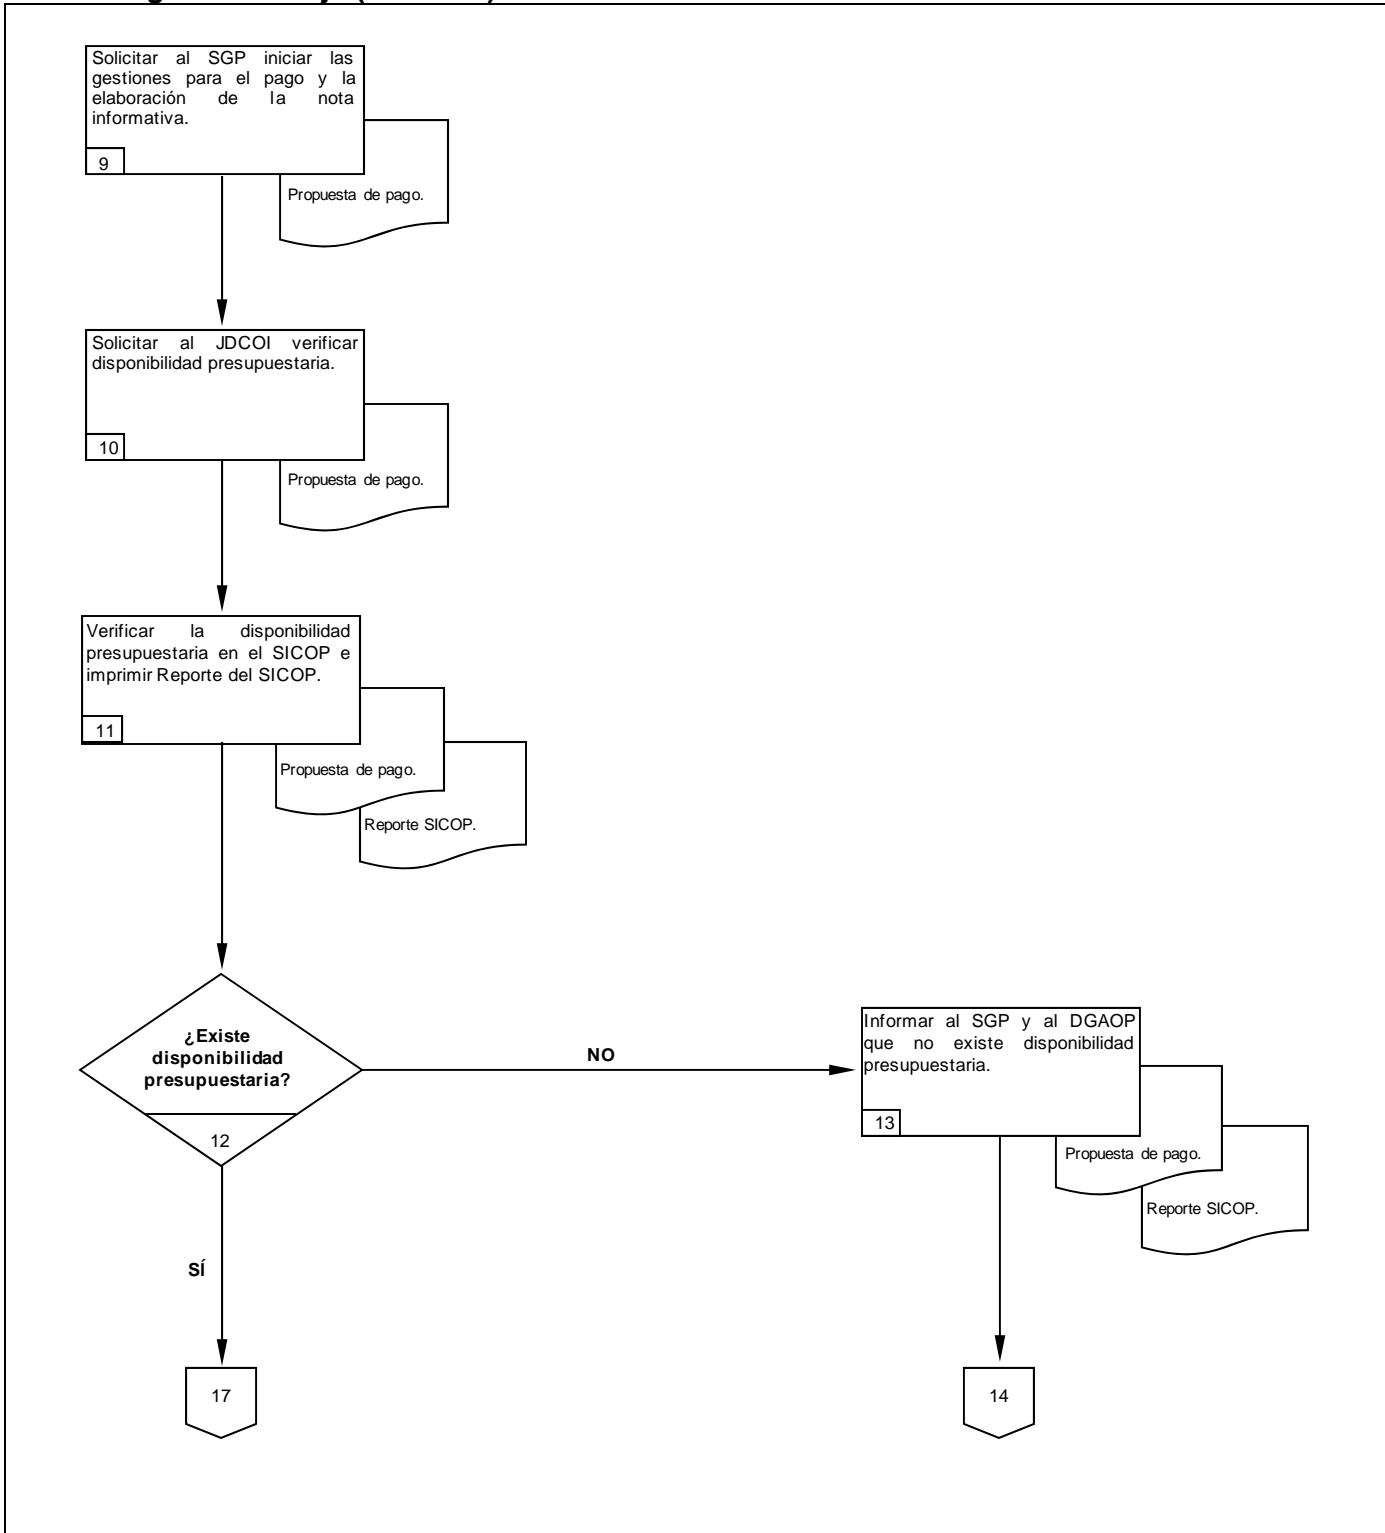 Solicitar al SGP iniciar las
gestiones para el pago y la
elaboración de la nota
informativa.
9
Propuesta de pago.
Solicitar al JDCOI verificar
disponibilidad presupuestaria.
10
Propuesta de pago.
Verificar la disponibilidad
presupuestaria en el SICOP e
imprimir Reporte del SICOP.
11
Propuesta de pago.
Reporte SICOP.
¿Existe
disponibilidad
presupuestaria?
12
NO
Informar al SGP y al DGAOP
que no existe disponibilidad
presupuestaria.
13
Propuesta de pago.
Reporte SICOP.
SÍ
17
14